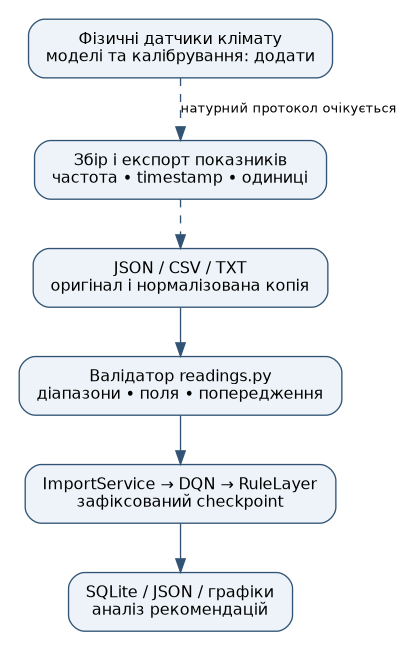 Фізичні датчики клімату
моделі та калібрування: додати
натурний протокол очікується
Збір і експорт показників
частота • timestamp • одиниці
JSON / CSV / TXT
оригінал і нормалізована копія
Валідатор readings.py
діапазони • поля • попередження
ImportService → DQN → RuleLayer
зафіксований checkpoint
SQLite / JSON / графіки
аналіз рекомендацій